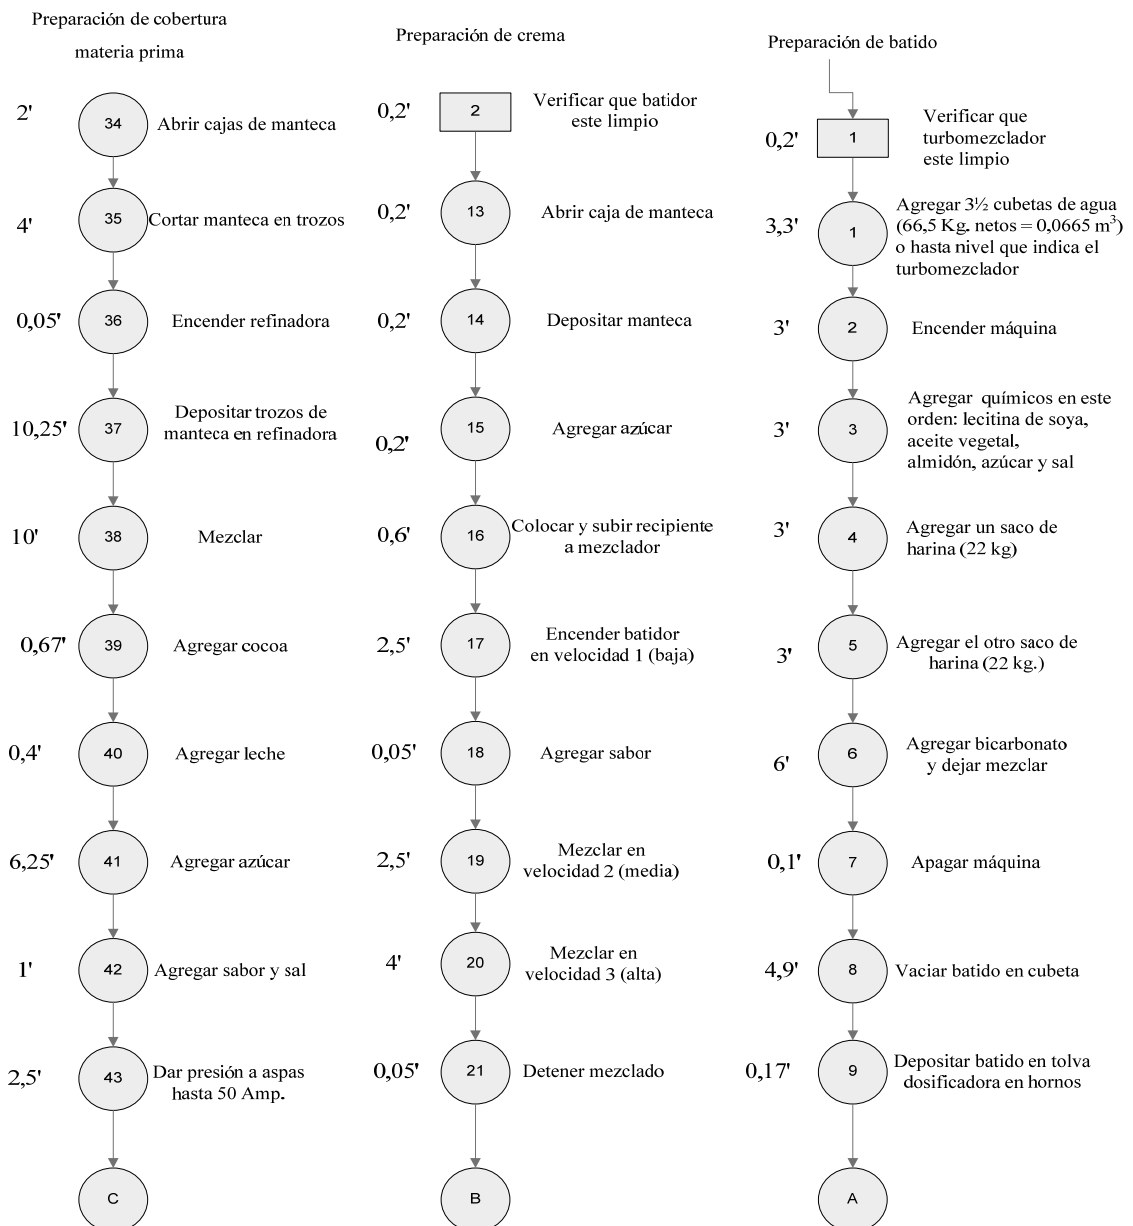 Preparación de cobertura
materia prima
2'
34
Abrir cajas de manteca
4'
35
Cortar manteca en trozos
0,05'
36
Encender refinadora
10,25'
37
Depositar trozos de
manteca en refinadora
10'
38
Mezclar
0,67'
39
Agregar cocoa
0,4'
40
Agregar leche
6,25'
41
Agregar azúcar
1'
42
Agregar sabor y sal
2,5'
43
Dar presión a aspas
hasta 50 Amp.
C
Preparación de crema
0,2'
2
Verificar que batidor
este limpio
0,2'
13
Abrir caja de manteca
0,2'
14
Depositar manteca
0,2'
15
Agregar azúcar
0,6'
16
Colocar y subir recipiente
a mezclador
2,5'
17
Encender batidor
en velocidad 1 (baja)
0,05'
18
Agregar sabor
2,5'
19
Mezclar en
velocidad 2 (media)
4'
20
Mezclar en
velocidad 3 (alta)
0,05'
21
Detener mezclado
B
Preparación de batido
0,2'
1
Verificar que
turbomezclador
este limpio
3,3'
1
Agregar 3½ cubetas de agua
(66,5 Kg. netos = 0,0665 m³)
o hasta nivel que indica el
turbomezclador
3'
2
Encender máquina
3'
3
Agregar químicos en este
orden: lecitina de soya,
aceite vegetal,
almidón, azúcar y sal
3'
4
Agregar un saco de
harina (22 kg)
3'
5
Agregar el otro saco de
harina (22 kg.)
6'
6
Agregar bicarbonato
y dejar mezclar
0,1'
7
Apagar máquina
4,9'
8
Vaciar batido en cubeta
0,17'
9
Depositar batido en tolva
dosificadora en hornos
A